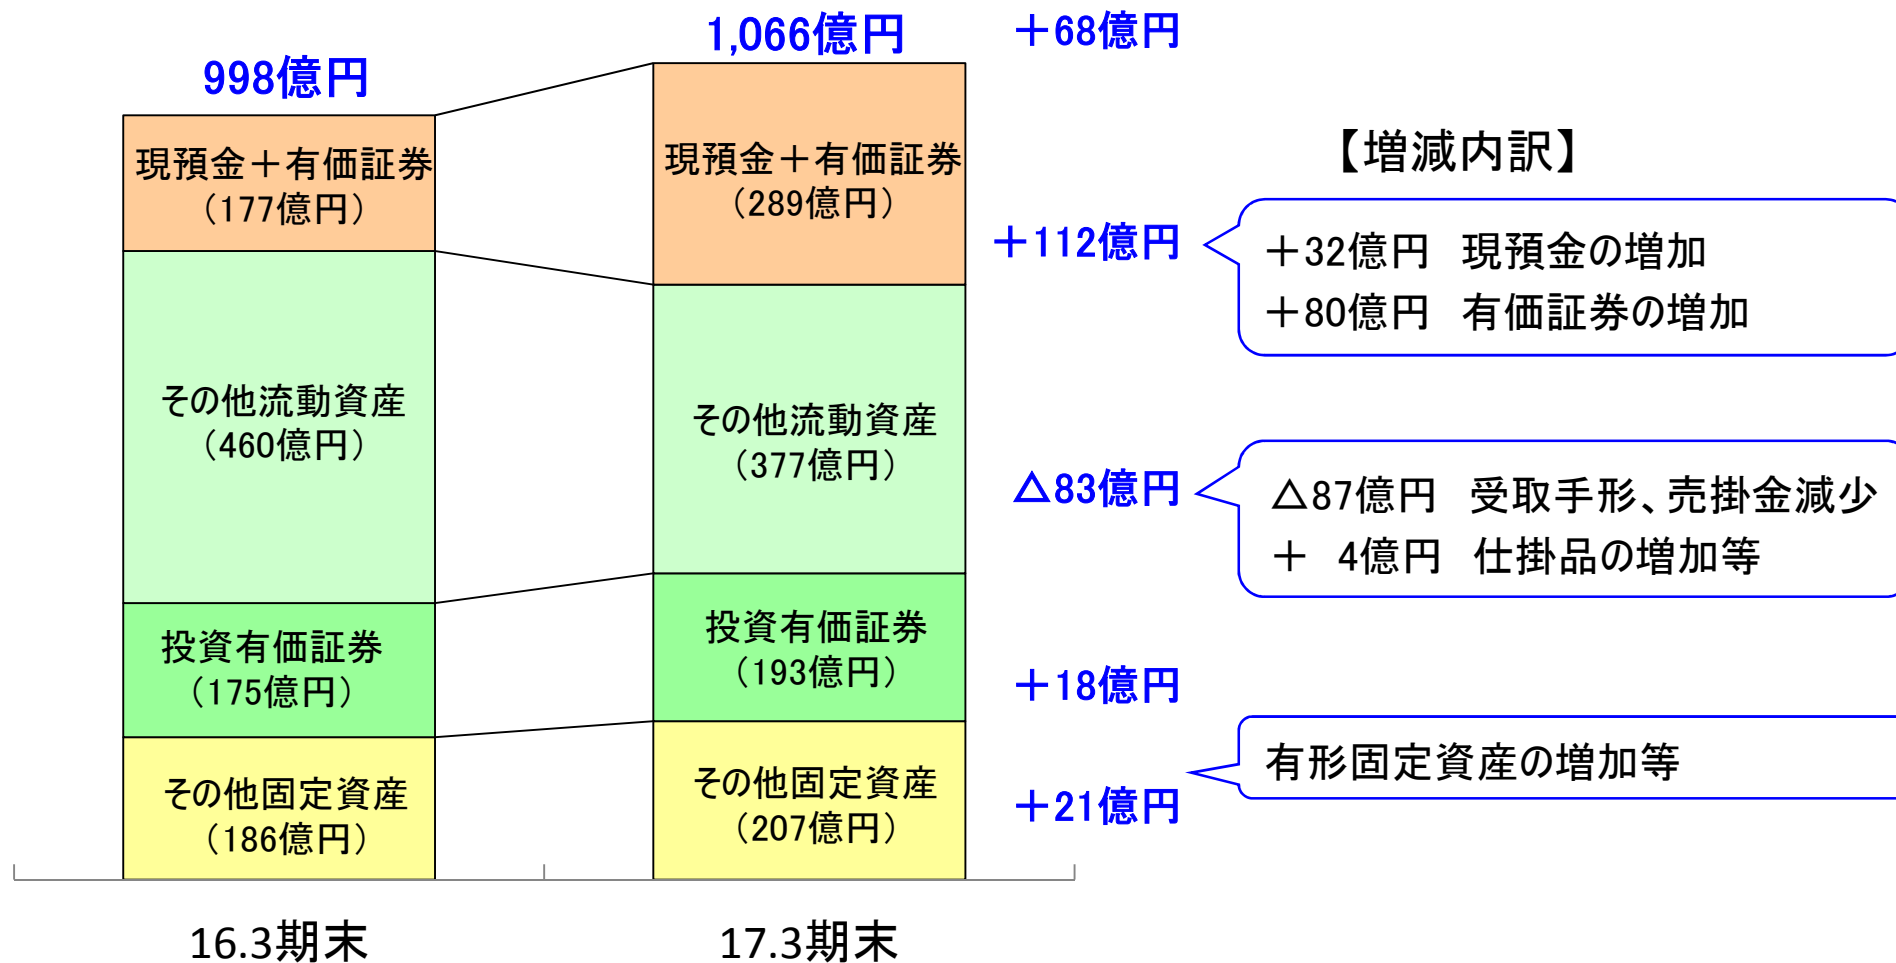 998億円
現預金＋有価証券
（177億円）
その他流動資産
（460億円）
投資有価証券
（175億円）
その他固定資産
（186億円）
16.3期末
1,066億円
現預金＋有価証券
（289億円）
その他流動資産
（377億円）
投資有価証券
（193億円）
その他固定資産
（207億円）
17.3期末
＋68億円
＋112億円
△83億円
＋18億円
＋21億円
【増減内訳】
＋32億円　現預金の増加
＋80億円　有価証券の増加
△87億円　受取手形、売掛金減少
＋　4億円　仕掛品の増加等
有形固定資産の増加等